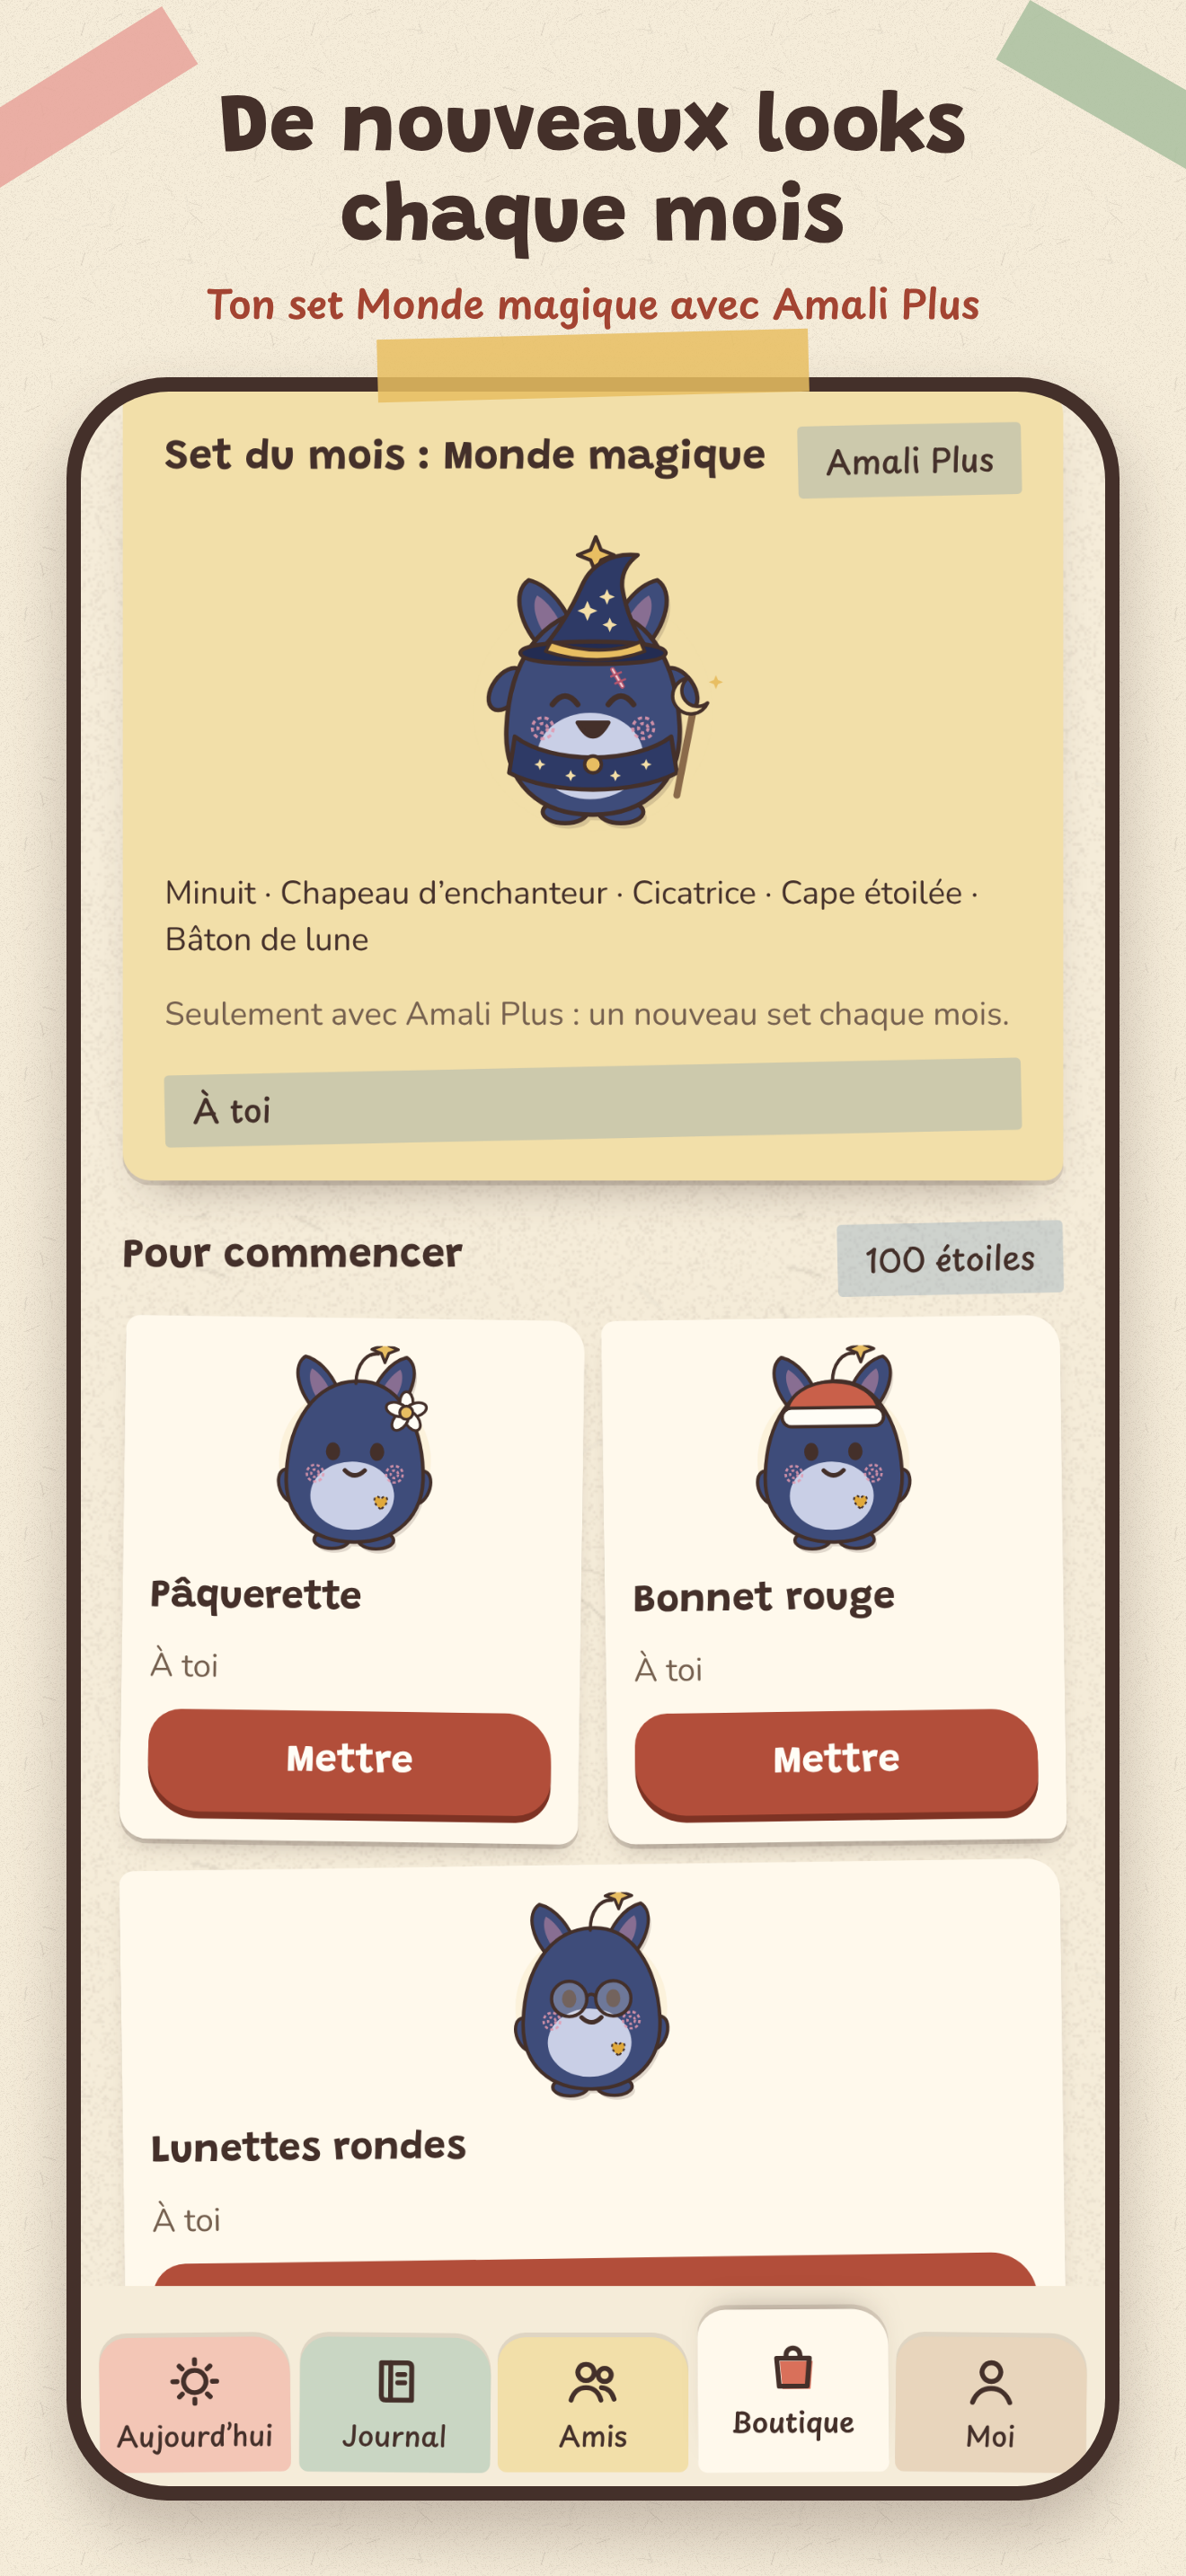 De nouveaux looks
chaque mois
Ton set Monde magique avec Amali Plus
Set du mois : Monde magique
Amali Plus
Minuit · Chapeau d’enchanteur · Cicatrice · Cape étoilée ·
Bâton de lune
Seulement avec Amali Plus : un nouveau set chaque mois.
À toi
Pour commencer
100 étoiles
Pâquerette
À toi
Mettre
Bonnet rouge
À toi
Mettre
Lunettes rondes
À toi
Aujourd’hui
Journal
Amis
Boutique
Moi